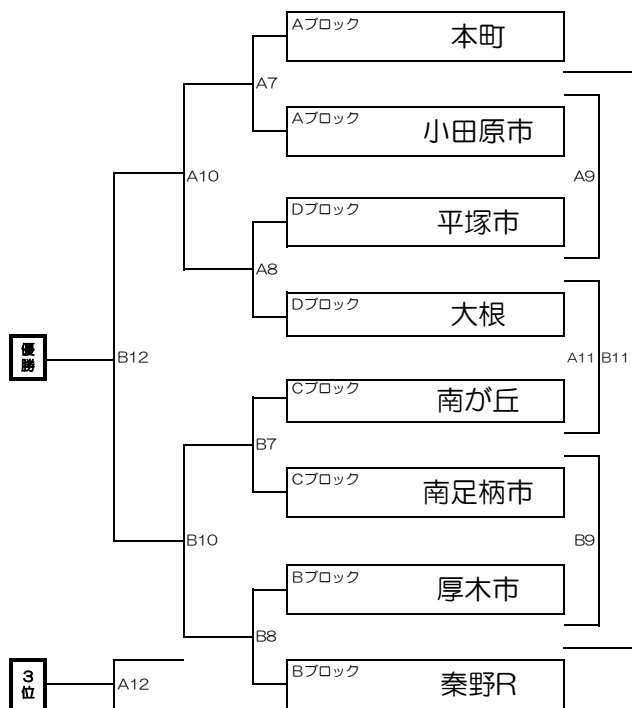 Aブロック 本町
A7
Aブロック 小田原市
A10 A9
Dブロック 平塚市
A8
Dブロック 大根
優勝
B12 A11 B11
Cブロック 南が丘
B7
Cブロック 南足柄市
B10 B9
Bブロック 厚木市
B8
Bブロック 秦野R
3位
A12